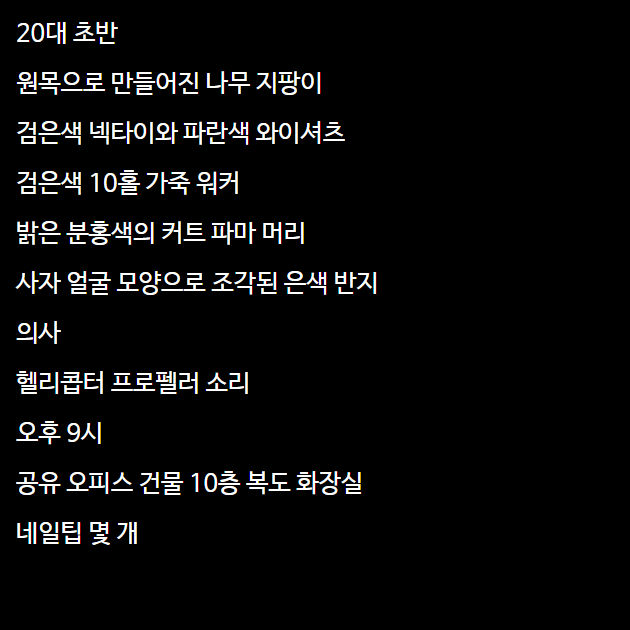 20대 초반
원목으로 만들어진 나무 지팡이
검은색 넥타이와 파란색 와이셔츠
검은색 10홀 가죽 워커
밝은 분홍색의 커트 파마 머리
사자 얼굴 모양으로 조각된 은색 반지
의사
헬리콥터 프로펠러 소리
오후 9시
공유 오피스 건물 10층 복도 화장실
네일팁 몇 개